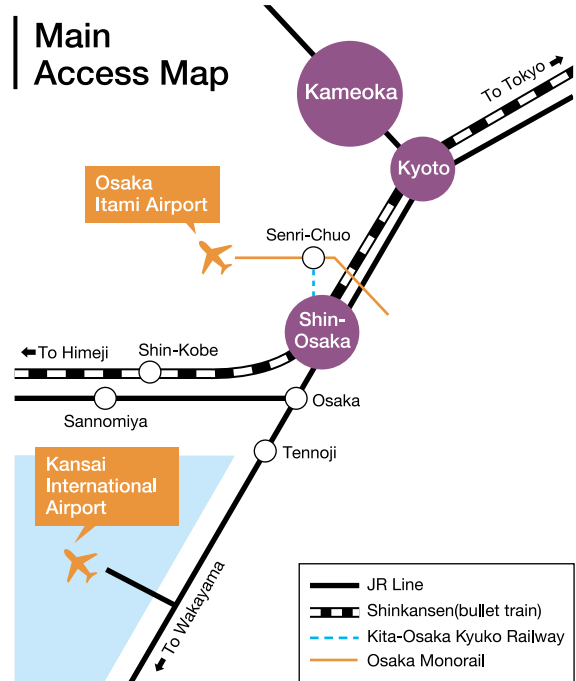 Main
Access Map
Kameoka
To Tokyo
Kyoto
Osaka
Itami Airport
Senri-Chuo
Shin-
Osaka
To Himeji
Shin-Kobe
Osaka
Sannomiya
Tennoji
Kansai
International
Airport
To Wakayama
JR Line
Shinkansen(bullet train)
Kita-Osaka Kyuko Railway
Osaka Monorail